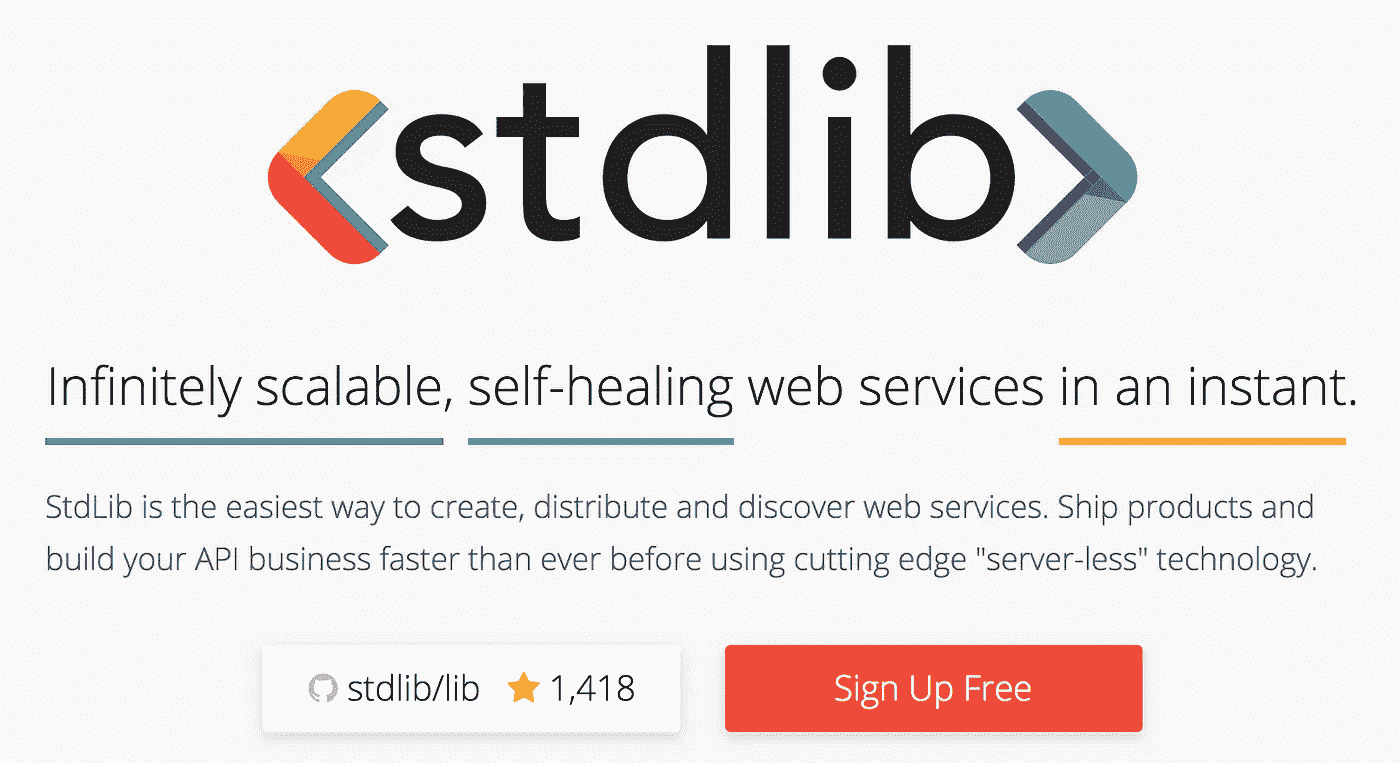 <stdlib>
Infinitely scalable, self-healing web services in an instant.
StdLib is the easiest way to create, distribute and discover web services. Ship products and
build your API business faster than ever before using cutting edge "server-less" technology.
stdlib/lib ★ 1,418
Sign Up Free